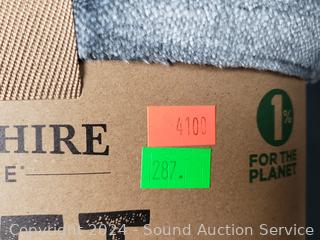 HIRE
E
4100
287.
1%
FOR THE
PLANET
Copyright 2024 - Sound Auction Service